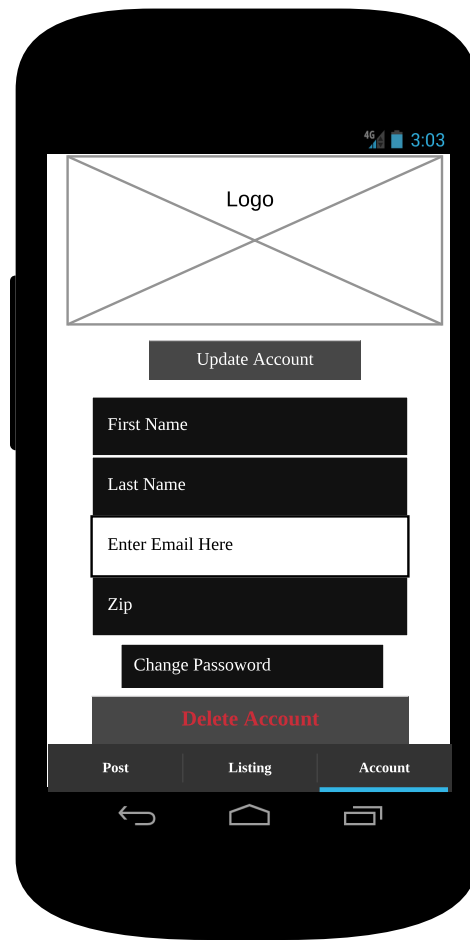 4G 3:03
Logo
Update Account
First Name
Last Name
Enter Email Here
Zip
Change Passoword
Delete Account
Post Listing Account